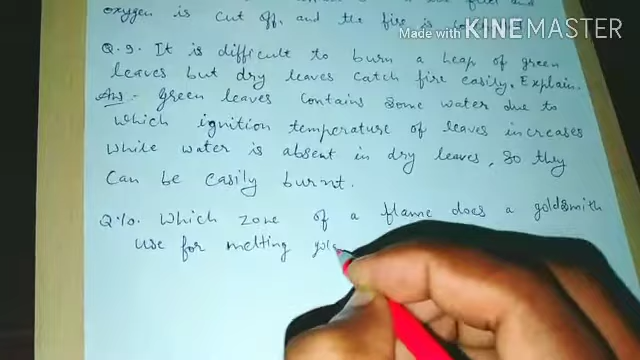 oxygen is cut off, and the fire is
Made with KINEMASTER
Q.9. It is difficult to burn a heap of green
leaves but dry leaves catch fire easily. Explain.
Ans - Green leaves contains some water due to
which ignition temperature of leaves increases
while water is absent in dry leaves, so they
can be easily burnt.
Q.10. Which zone of a flame does a goldsmith
use for melting gol